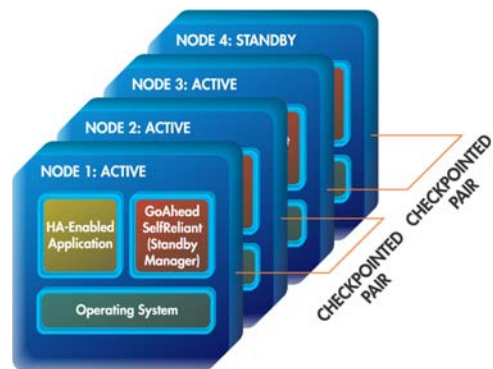 NODE 4: STANDBY
NODE 3: ACTIVE
NODE 2: ACTIVE
NODE 1: ACTIVE
HA-Enabled
Application
GoAhead
SelfReliant
(Standby
Manager)
Operating System
CHECKPOINTED
PAIR
CHECKPOINTED
PAIR